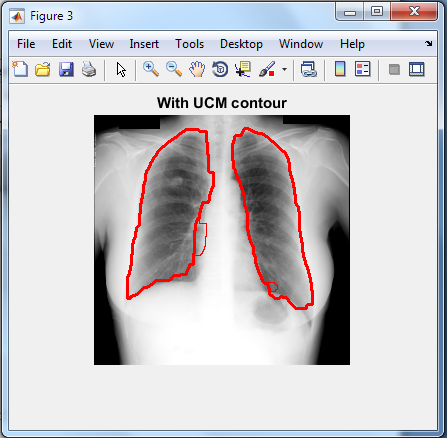 Figure 3
File Edit View Insert Tools Desktop Window Help
With UCM contour